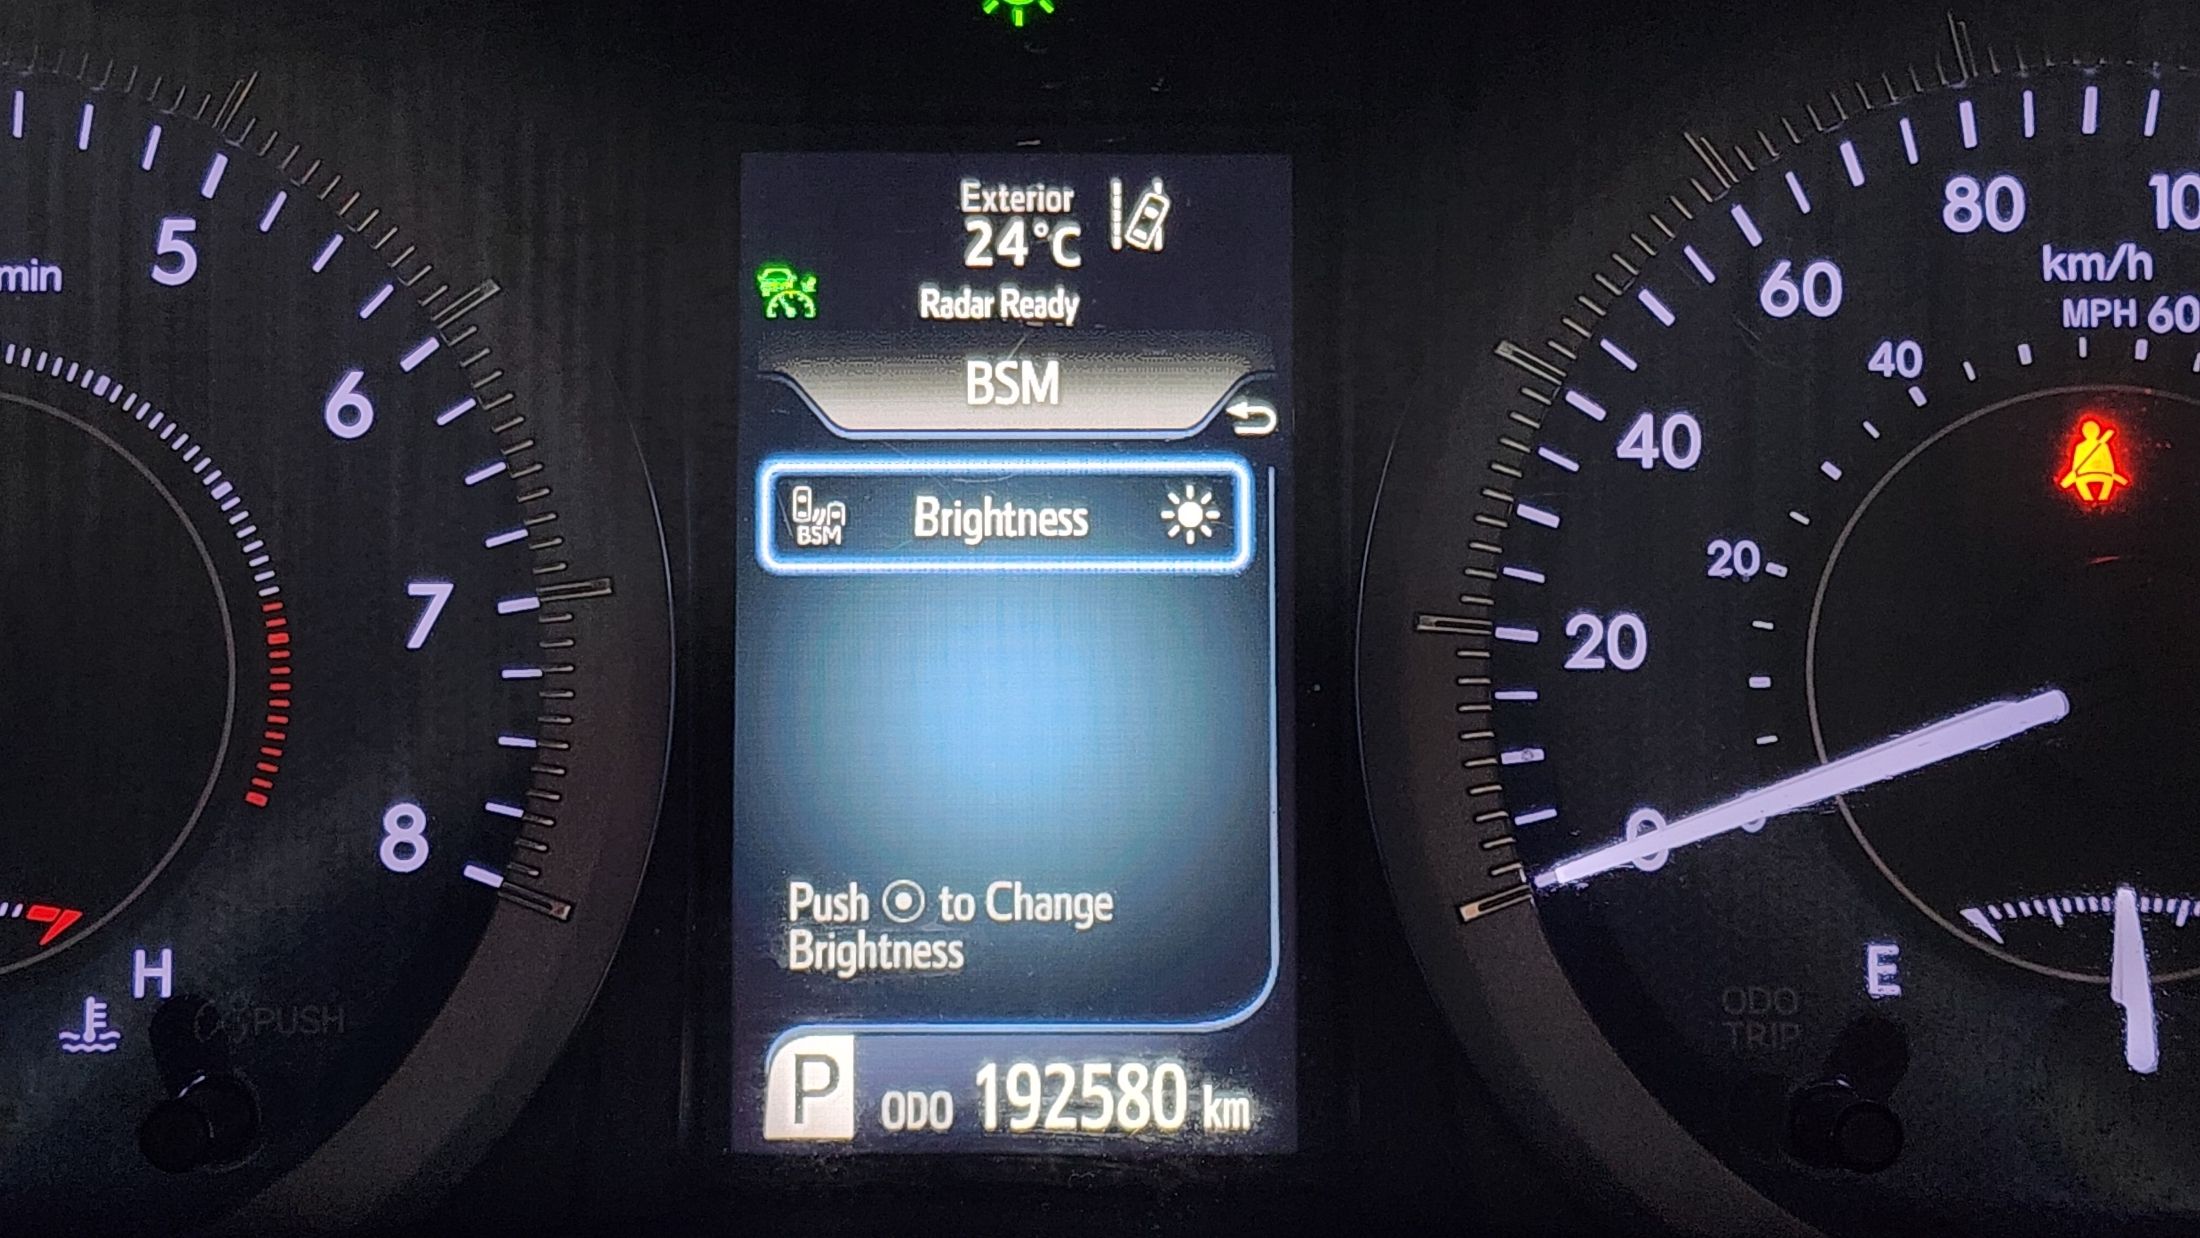 5
min
6
7
8
H
PUSH
Exterior
24°C
Radar Ready
BSM
BSM Brightness
Push to Change
Brightness
P ODO 192580 km
80
km/h
MPH 60
60
40
40
20
20
0
E
ODO
TRIP